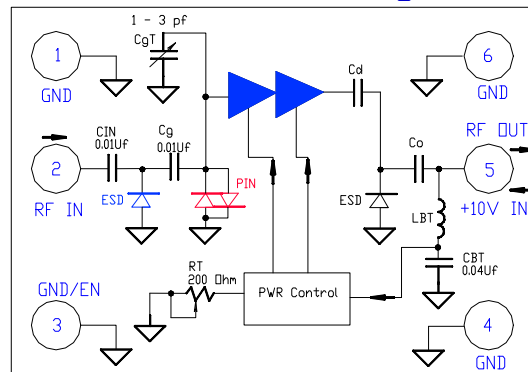 1 - 3 pf
CgT
1
GND
6
GND
Cd
CIN
0.01Uf
Cg
0.01Uf
RF OUT
Co
2
RF IN
ESD
PIN
ESD
5
+10V IN
LBT
CBT
0.04Uf
RT
200 Ohm
PWR Control
GND/EN
3
4
GND